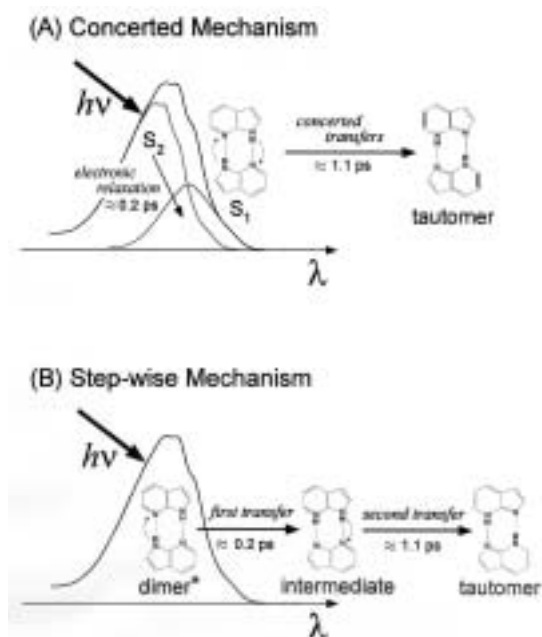 (A) Concerted Mechanism
hν
S2
S1
electronic
relaxation
≈0.2 ps
concerted
transfers
≈ 1.1 ps
tautomer
λ
(B) Step-wise Mechanism
hν
first transfer
≈ 0.2 ps
second transfer
≈ 1.1 ps
dimer*
intermediate
tautomer
λ